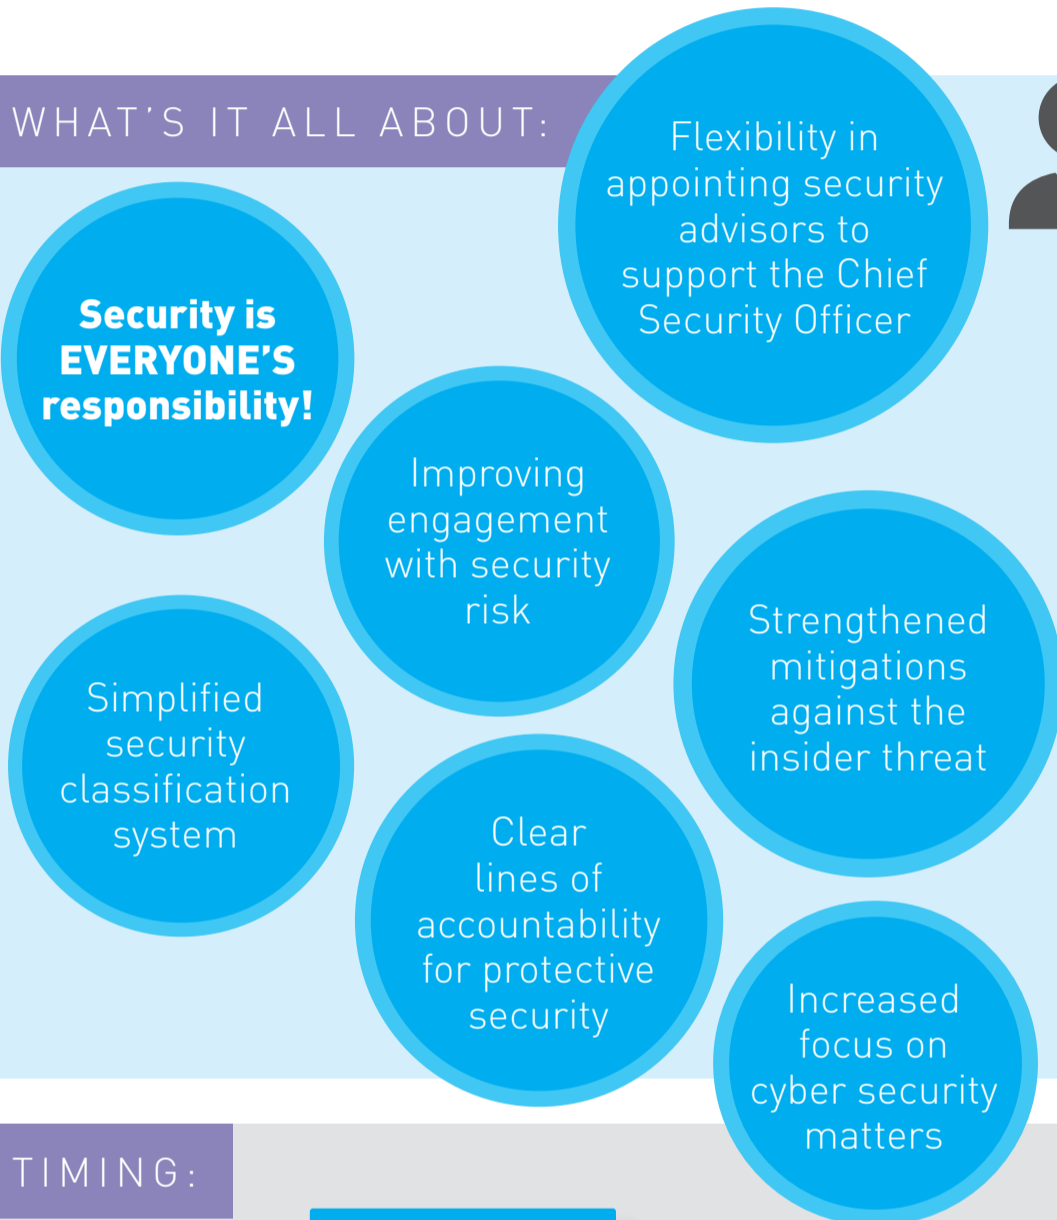 WHAT'S IT ALL ABOUT:
Flexibility in
appointing security
advisors to
support the Chief
Security Officer
Security is
EVERYONE'S
responsibility!
Improving
engagement
with security
risk
Strengthened
mitigations
against the
insider threat
Simplified
security
classification
system
Clear
lines of
accountability
for protective
security
Increased
focus on
cyber security
matters
TIMING: